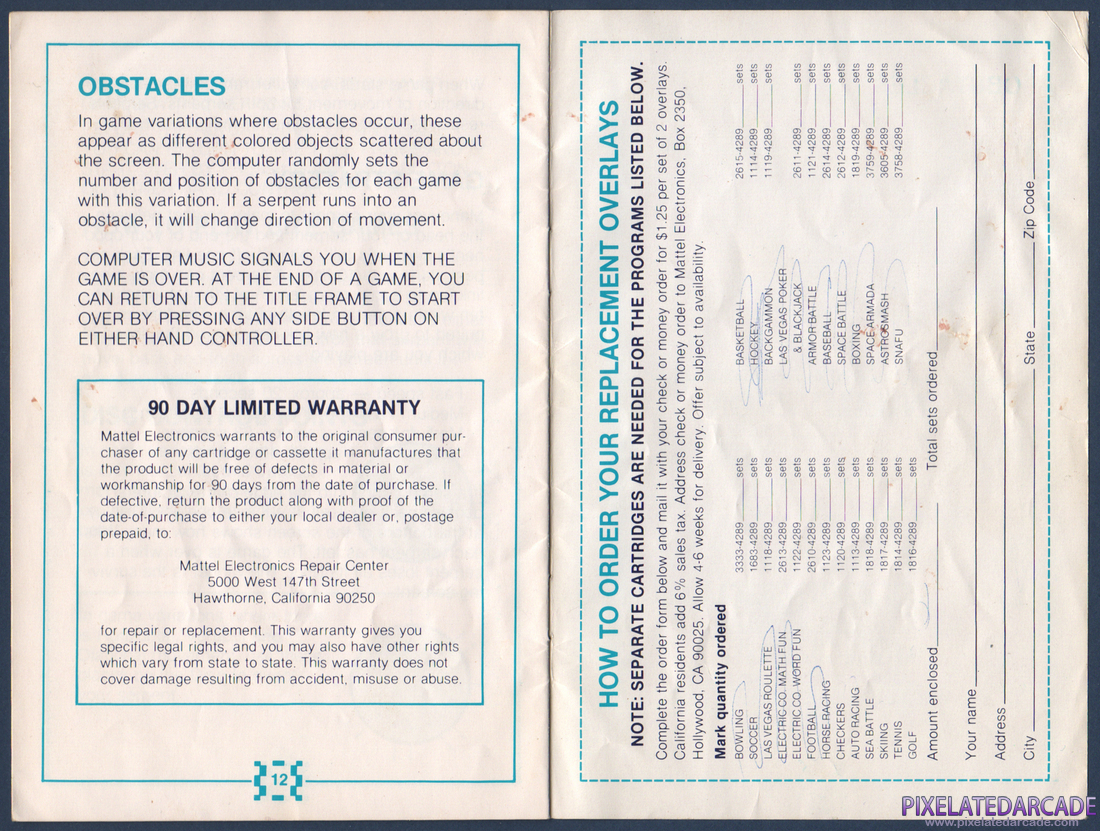 OBSTACLES
In game variations where obstacles occur, these
appear as different colored objects scattered about
the screen. The computer randomly sets the
number and position of obstacles for each game
with this variation. If a serpent runs into an
obstacle, it will change direction of movement.
COMPUTER MUSIC SIGNALS YOU WHEN THE
GAME IS OVER. AT THE END OF A GAME, YOU
CAN RETURN TO THE TITLE FRAME TO START
OVER BY PRESSING ANY SIDE BUTTON ON
EITHER HAND CONTROLLER.
90 DAY LIMITED WARRANTY
Mattel Electronics warrants to the original consumer pur-
chaser of any cartridge or cassette it manufactures that
the product will be free of defects in material or
workmanship for 90 days from the date of purchase. If
defective, return the product along with proof of the
date-of-purchase to either your local dealer or, postage
prepaid, to:
Mattel Electronics Repair Center
5000 West 147th Street
Hawthorne, California 90250
for repair or replacement. This warranty gives you
specific legal rights, and you may also have other rights
which vary from state to state. This warranty does not
cover damage resulting from accident, misuse or abuse.
12
HOW TO ORDER YOUR REPLACEMENT OVERLAYS
NOTE: SEPARATE CARTRIDGES ARE NEEDED FOR THE PROGRAMS LISTED BELOW.
Complete the order form below and mail it with your check or money order for $1.25 per set of 2 overlays.
California residents add 6% sales tax. Address check or money order to Mattel Electronics, Box 2350,
Hollywood, CA 90025. Allow 4-6 weeks for delivery. Offer subject to availability.
Mark quantity ordered
BOWLING 3333-4289 sets
SOCCER 1683-4289 sets
LAS VEGAS ROULETTE 1118-4289 sets
ELECTRIC CO. MATH FUN 2613-4289 sets
ELECTRIC CO. WORD FUN 1122-4289 sets
FOOTBALL 2610-4289 sets
HORSE RACING 1123-4289 sets
CHECKERS 1120-4289 sets
AUTO RACING 1113-4289 sets
SEA BATTLE 1818-4289 sets
SKIING 1817-4289 sets
TENNIS 1814-4289 sets
GOLF 1816-4289 sets
BASKETBALL 2615-4289 sets
HOCKEY 1114-4289 sets
BACKGAMMON 1119-4289 sets
LAS VEGAS POKER
& BLACKJACK 2611-4289 sets
ARMOR BATTLE 1121-4289 sets
BASEBALL 2614-4289 sets
SPACE BATTLE 2612-4289 sets
BOXING 1819-4289 sets
SPACE ARMADA 3759-4289 sets
ASTROSMASH 3605-4289 sets
SNAFU 3758-4289 sets
Amount enclosed Total sets ordered
Your name
Address
City State Zip Code
PIXELATEDARCADE
www.pixelatedarcade.com